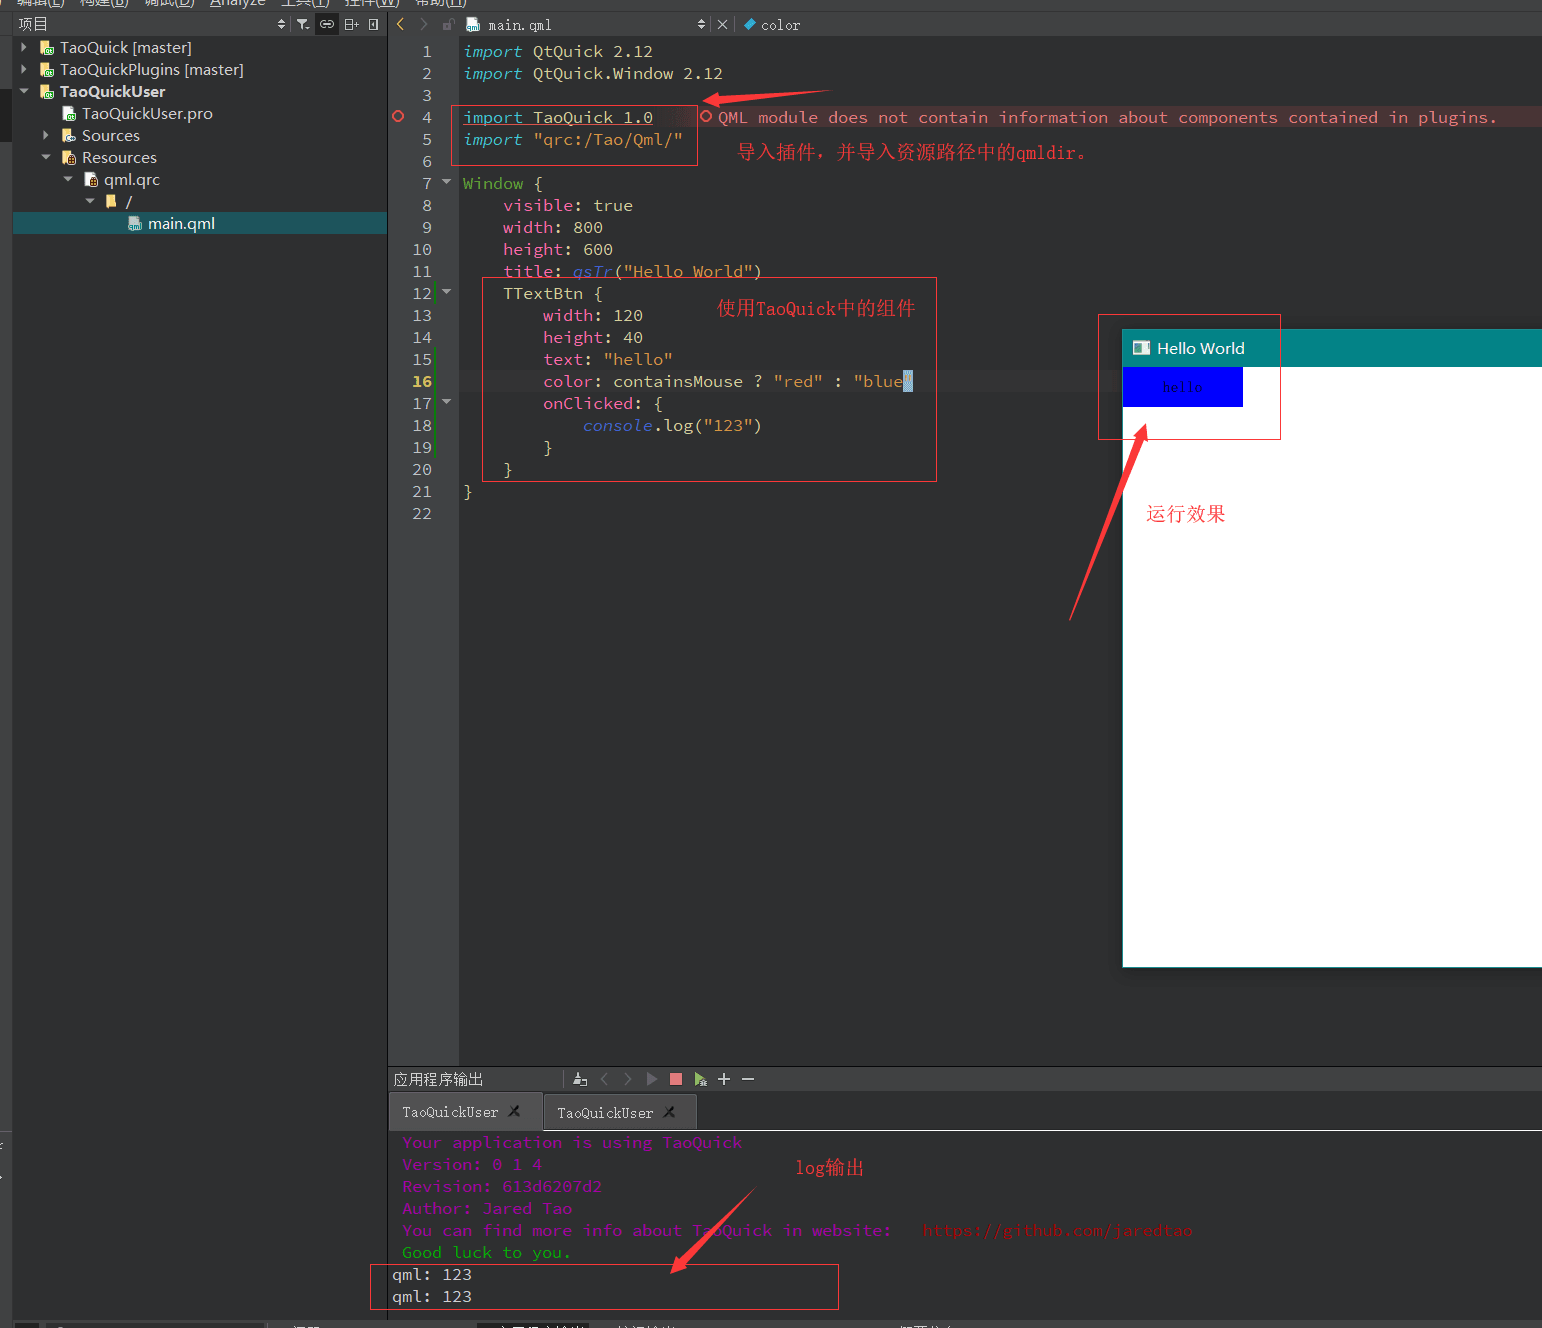 编辑(E) 构建(B) 调试(D) Analyze 工具(T) 控件(W) 帮助(H)
项目
main.qml
color
TaoQuick [master]
TaoQuickPlugins [master]
TaoQuickUser
TaoQuickUser.pro
Sources
Resources
qml.qrc
/
main.qml
1 import QtQuick 2.12
2 import QtQuick.Window 2.12
3
4 import TaoQuick 1.0 QML module does not contain information about components contained in plugins.
5 import "qrc:/Tao/Qml/"
导入插件，并导入资源路径中的qmldir。
6
7 Window {
8 visible: true
9 width: 800
10 height: 600
11 title: qsTr("Hello World")
12 TTextBtn {
使用TaoQuick中的组件
13 width: 120
14 height: 40
15 text: "hello"
16 color: containsMouse ? "red" : "blue"
17 onClicked: {
18 console.log("123")
19 }
20 }
21 }
22
Hello World
hello
运行效果
应用程序输出
TaoQuickUser
TaoQuickUser
Your application is using TaoQuick
Version: 0 1 4
log输出
Revision: 613d6207d2
Author: Jared Tao
You can find more info about TaoQuick in website: https://github.com/jaredtao
Good luck to you.
qml: 123
qml: 123